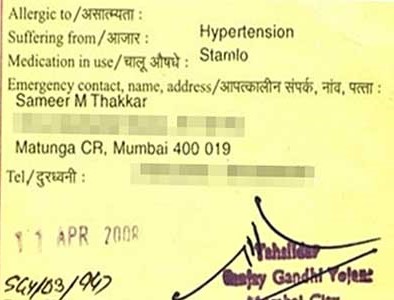 Allergic to/असात्म्यता :
Suffering from/आजार : Hypertension
Medication in use/चालू औषधे : Stamlo
Emergency contact, name, address/आपत्कालीन संपर्क, नांव, पत्ता :
Sameer M Thakkar
Matunga CR, Mumbai 400 019
Tel/दुरध्वनी :
11 APR 2008
Tahsildar
SGY/03/947
Sanjay Gandhi Yojana
Mumbai City